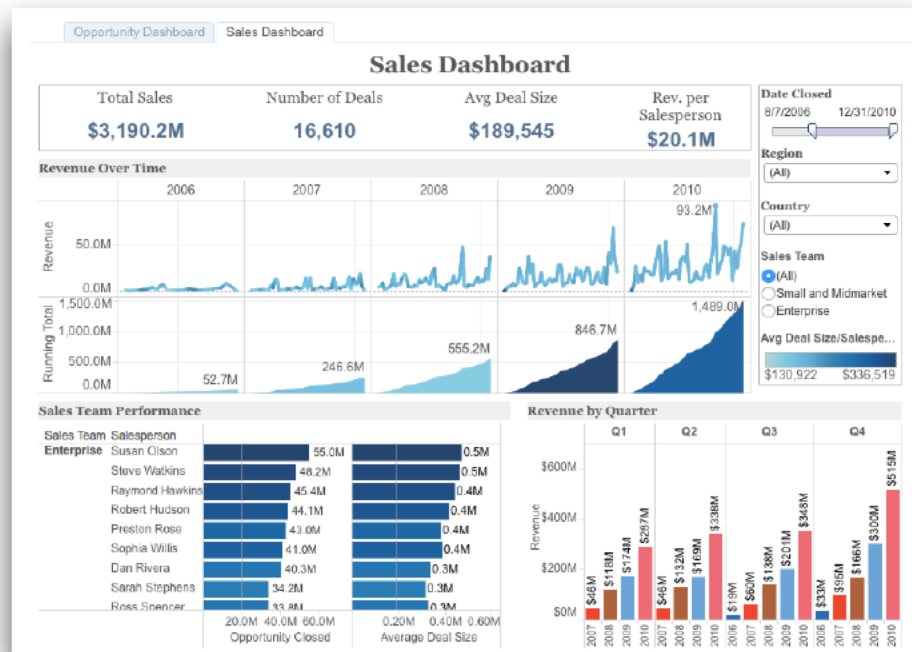 Opportunity Dashboard Sales Dashboard
Sales Dashboard
Total Sales
$3,190.2M
Number of Deals
16,610
Avg Deal Size
$189,545
Rev. per
Salesperson
$20.1M
Date Closed
8/7/2006 12/31/2010
Region
(All)
Country
(All)
Sales Team
(All)
Small and Midmarket
Enterprise
Avg Deal Size/Salespe...
$130,922 $336,519
Revenue Over Time
2006 2007 2008 2009 2010
Revenue
50.0M
0.0M
93.2M
Running Total
1,500.0M
1,000.0M
500.0M
0.0M
52.7M
246.6M
555.2M
846.7M
1,489.0M
Sales Team Performance
Sales Team Salesperson
Enterprise Susan Olson 55.0M 0.5M
Steve Watkins 48.2M 0.5M
Raymond Hawkins 45.4M 0.4M
Robert Hudson 44.1M 0.4M
Preston Rose 43.0M 0.4M
Sophia Willis 41.0M 0.4M
Dan Rivera 40.3M 0.3M
Sarah Stephens 34.2M 0.3M
Ross Spencer 33.8M 0.3M
20.0M 40.0M 60.0M 0.20M 0.40M 0.60M
Opportunity Closed Average Deal Size
Revenue by Quarter
Q1 Q2 Q3 Q4
Revenue
$600M
$400M
$200M
$0M
$46M $118M $174M $287M
$46M $132M $169M $338M
$19M $60M $138M $201M $348M
$33M $95M $166M $300M $515M
2007 2008 2009 2010 2007 2008 2009 2010 2006 2007 2008 2009 2010 2006 2007 2008 2009 2010